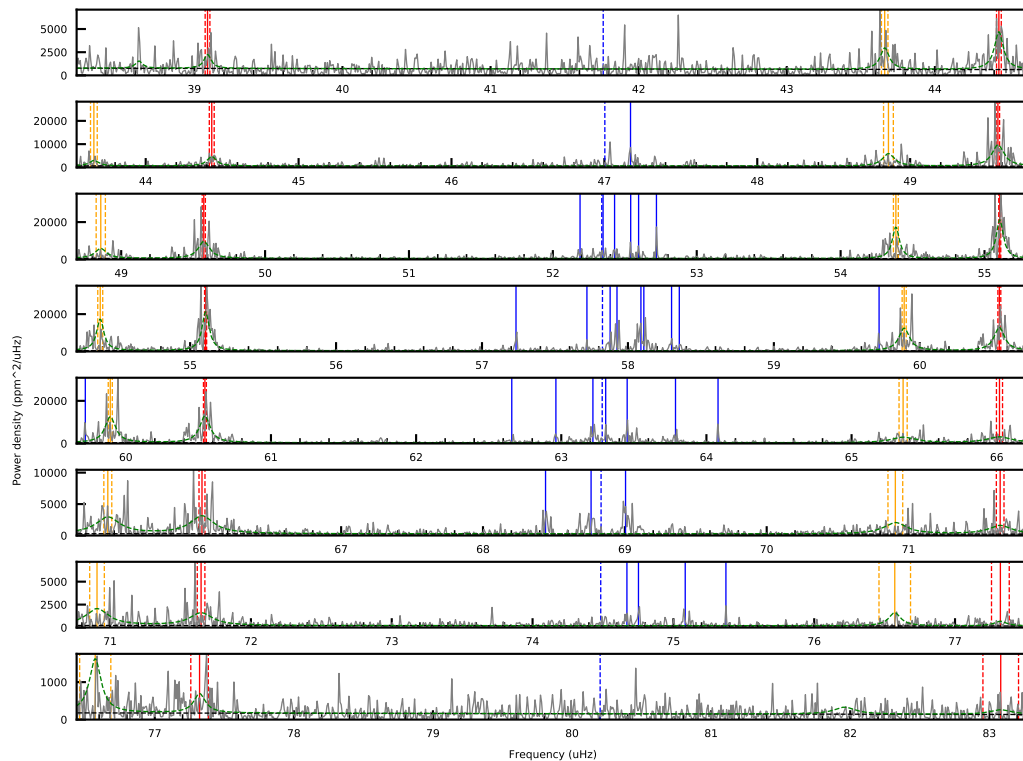 5000
2500
0
39 40 41 42 43 44
20000
10000
0
44 45 46 47 48 49
20000
0
49 50 51 52 53 54 55
20000
0
55 56 57 58 59 60
20000
0
60 61 62 63 64 65 66
10000
5000
0
66 67 68 69 70 71
5000
2500
0
71 72 73 74 75 76 77
1000
0
77 78 79 80 81 82 83
Frequency (uHz)
Power density (ppm^2/uHz)